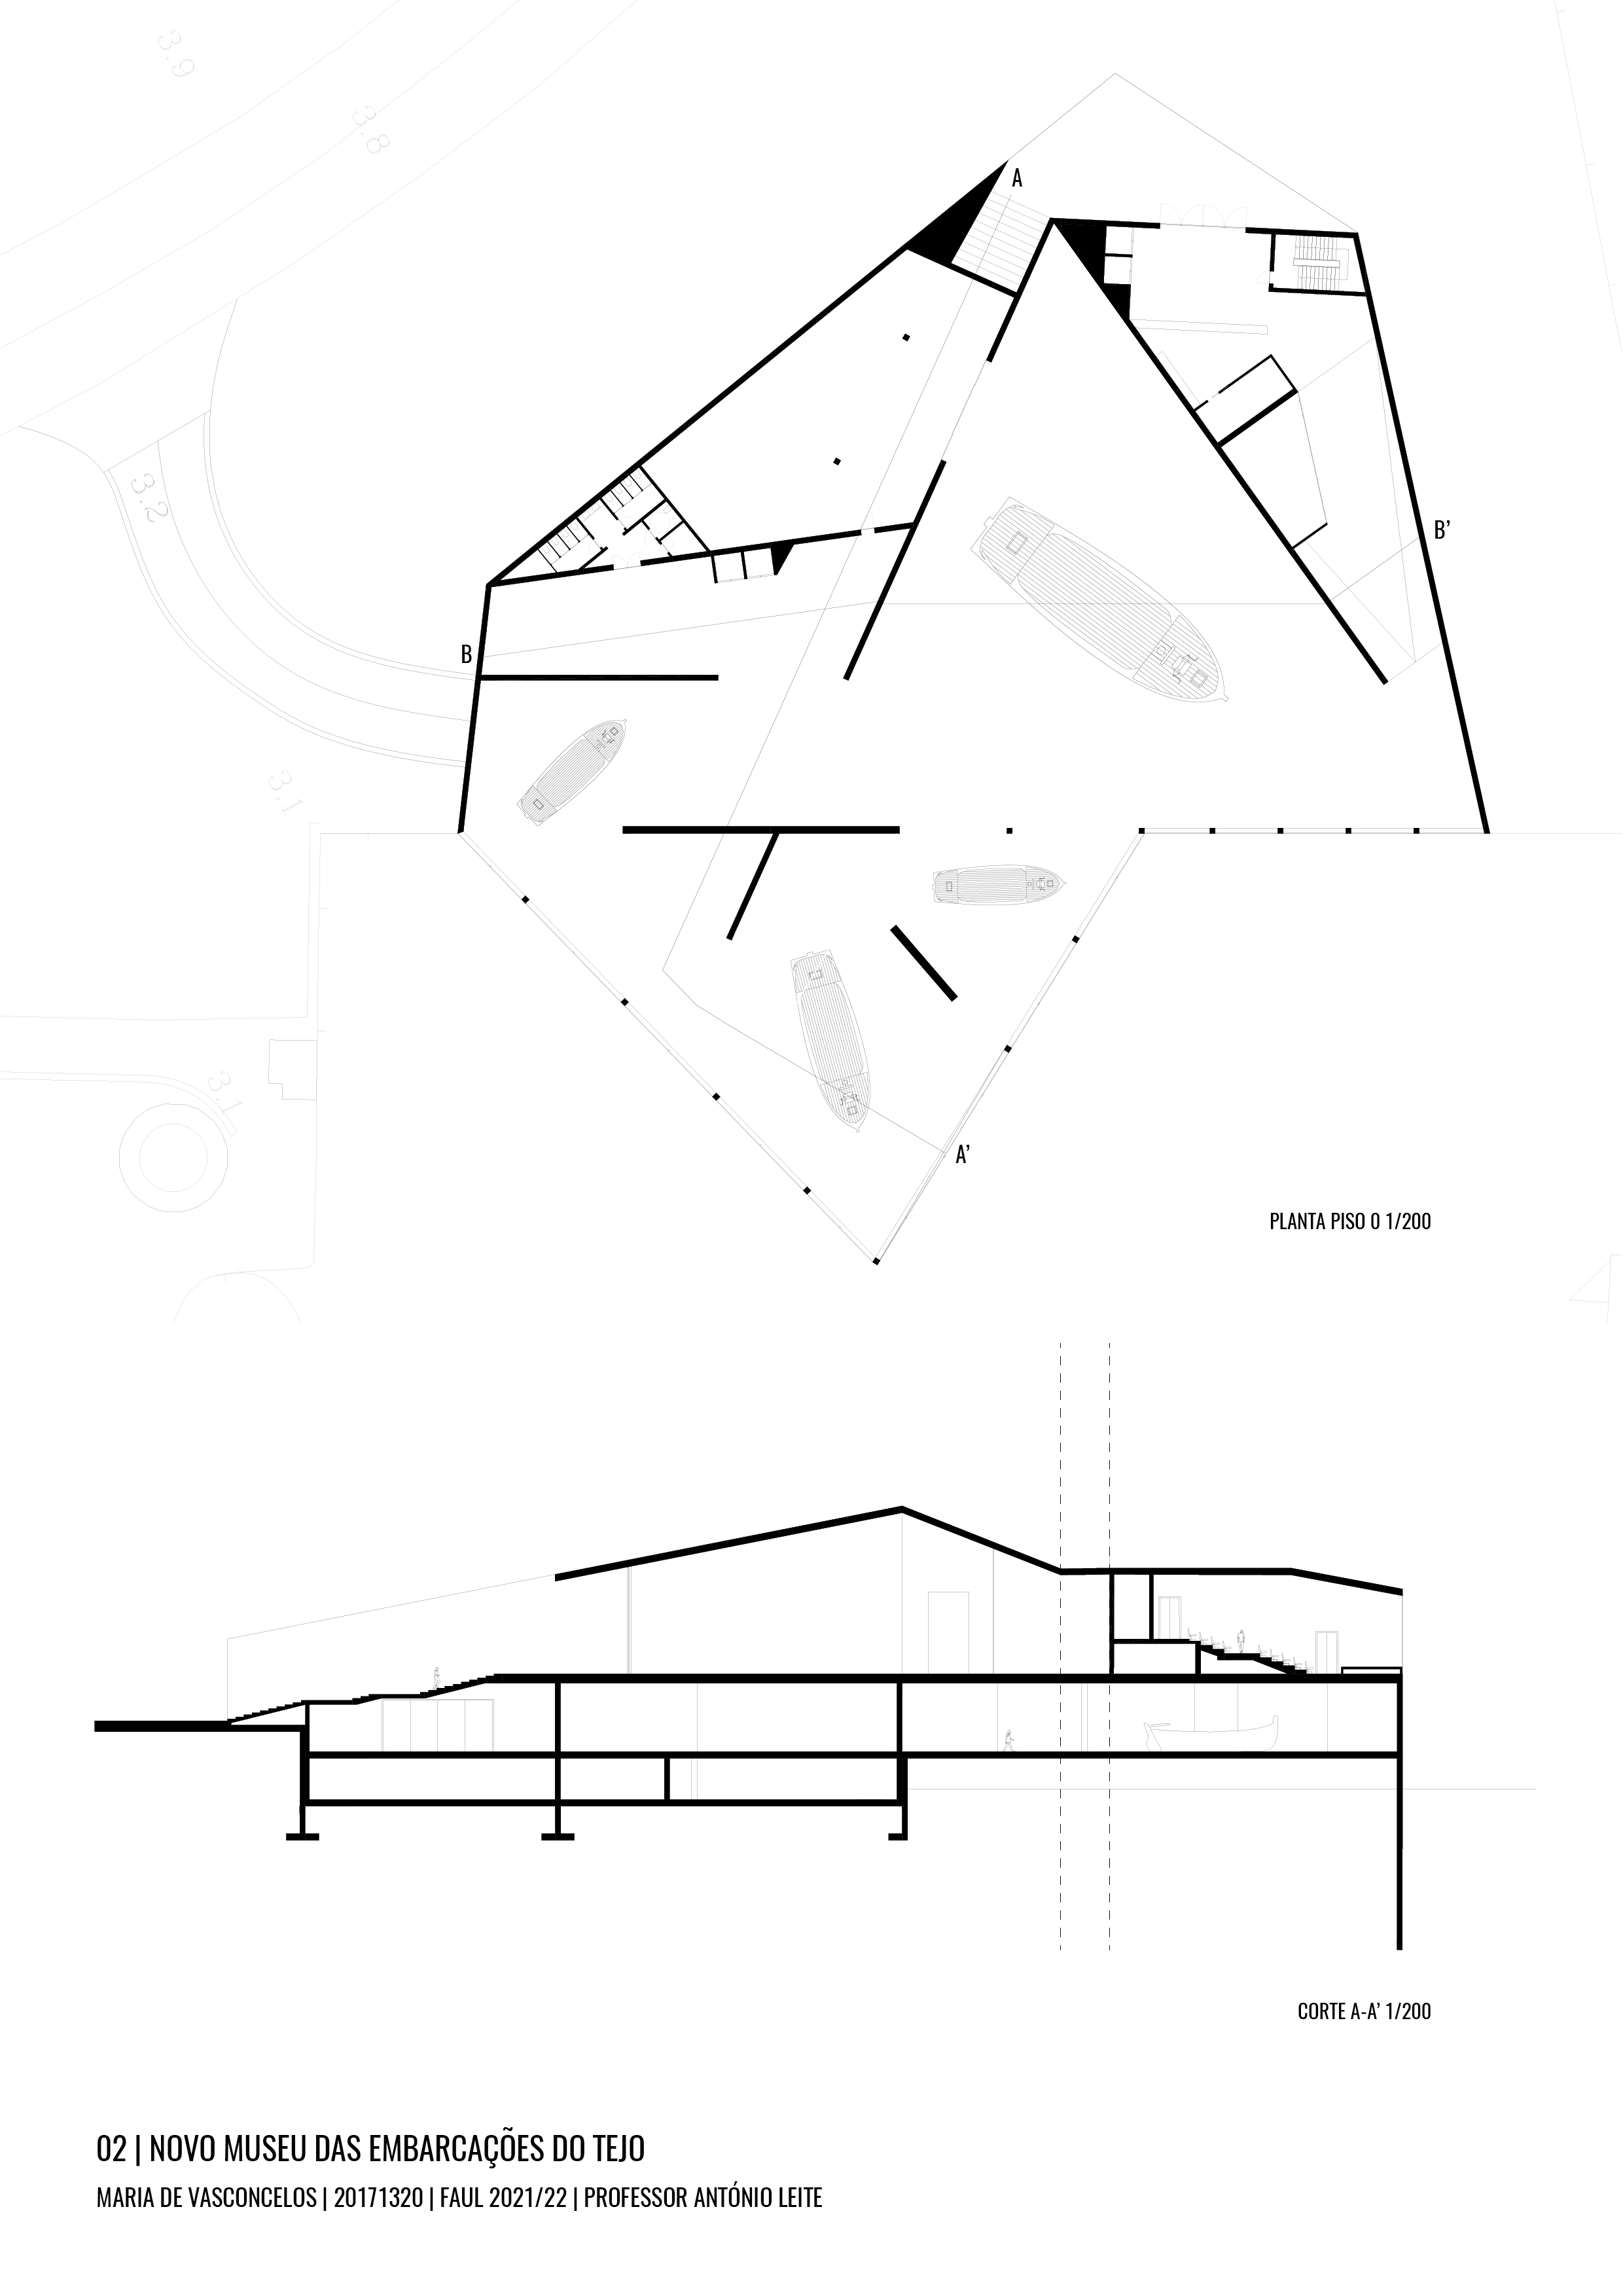 3.9
3.8
A
3.2
B'
B
3.1
3.1
A'
PLANTA PISO 0 1/200
CORTE A-A' 1/200
02 | NOVO MUSEU DAS EMBARCAÇÕES DO TEJO
MARIA DE VASCONCELOS | 20171320 | FAUL 2021/22 | PROFESSOR ANTÓNIO LEITE